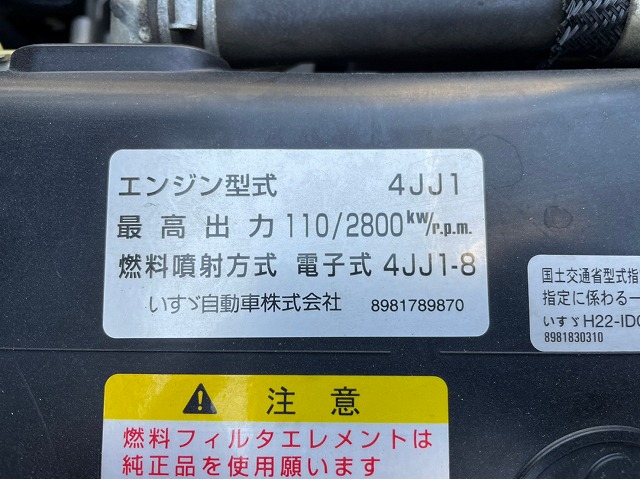 エンジン型式 4JJ1
最高出力 110/2800kW/r.p.m.
燃料噴射方式 電子式 4JJ1-8
いすゞ自動車株式会社 8981789870
国土交通省型式指
指定に係わる一
いすゞH22-IDC
8981830310
注意
燃料フィルタエレメントは
純正品を使用願います